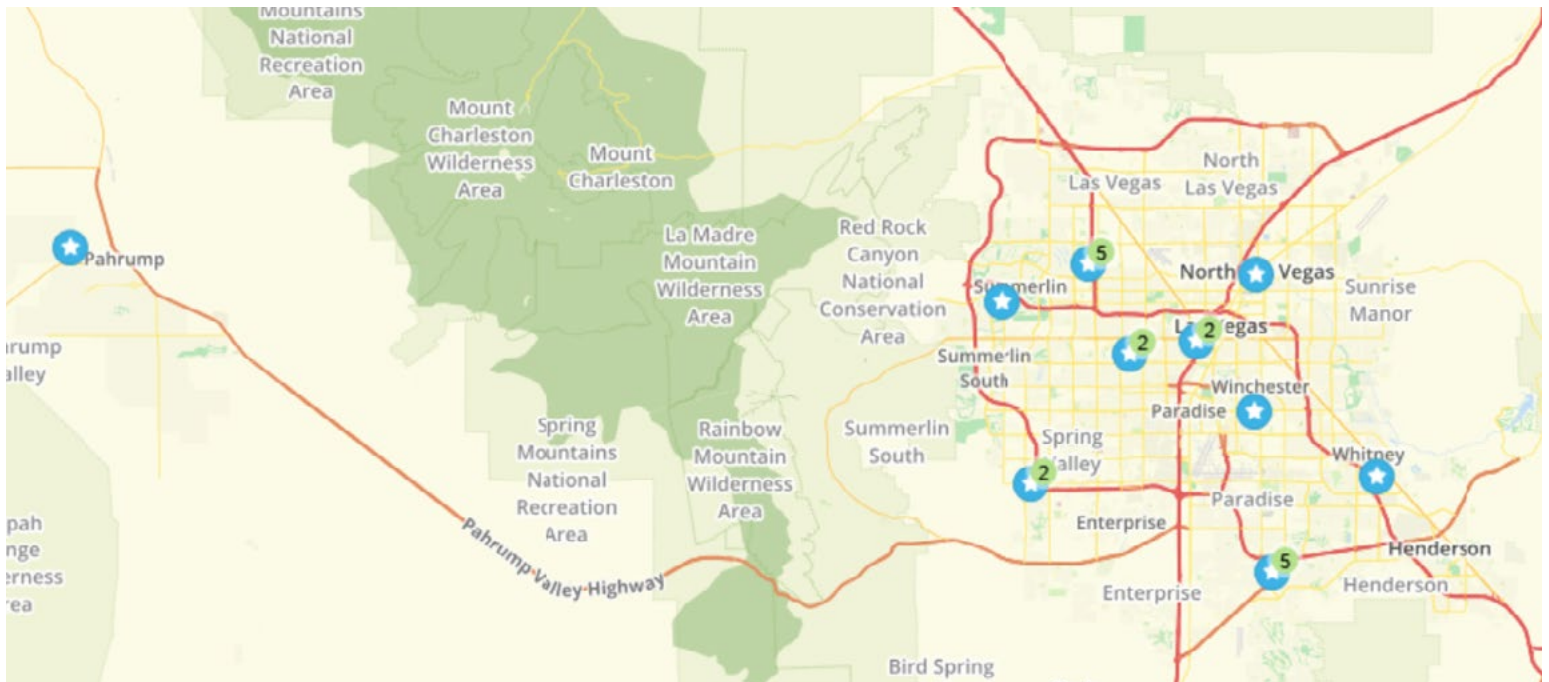 Mountains
National
Recreation
Area
Mount
Charleston
Wilderness
Area
Mount
Charleston
Pahrump
La Madre
Mountain
Wilderness
Area
Red Rock
Canyon
National
Conservation
Area
Las Vegas
North
Las Vegas
5
North Vegas
Summerlin
Sunrise
Manor
2
2
Las Vegas
Summerlin
South
Winchester
Paradise
Spring
Mountains
National
Recreation
Area
Rainbow
Mountain
Wilderness
Area
Summerlin
South
Spring
Valley
2
Whitney
Paradise
Enterprise
Pahrump Valley Highway
Henderson
5
Enterprise
Henderson
Bird Spring